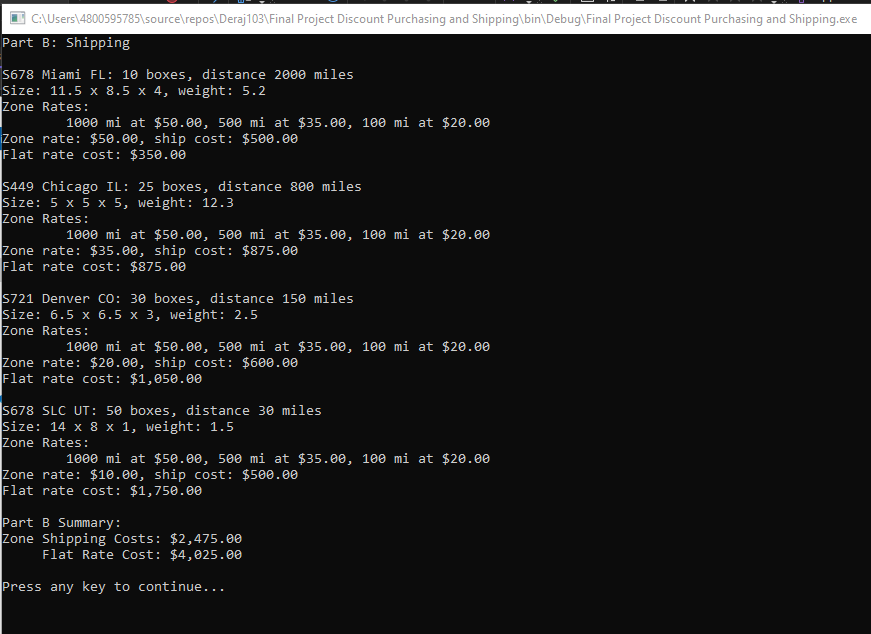 C:\Users\4800595785\source\repos\Deraj103\Final Project Discount Purchasing and Shipping\bin\Debug\Final Project Discount Purchasing and Shipping.exe
Part B: Shipping
S678 Miami FL: 10 boxes, distance 2000 miles
Size: 11.5 x 8.5 x 4, weight: 5.2
Zone Rates:
1000 mi at $50.00, 500 mi at $35.00, 100 mi at $20.00
Zone rate: $50.00, ship cost: $500.00
Flat rate cost: $350.00
S449 Chicago IL: 25 boxes, distance 800 miles
Size: 5 x 5 x 5, weight: 12.3
Zone Rates:
1000 mi at $50.00, 500 mi at $35.00, 100 mi at $20.00
Zone rate: $35.00, ship cost: $875.00
Flat rate cost: $875.00
S721 Denver CO: 30 boxes, distance 150 miles
Size: 6.5 x 6.5 x 3, weight: 2.5
Zone Rates:
1000 mi at $50.00, 500 mi at $35.00, 100 mi at $20.00
Zone rate: $20.00, ship cost: $600.00
Flat rate cost: $1,050.00
S678 SLC UT: 50 boxes, distance 30 miles
Size: 14 x 8 x 1, weight: 1.5
Zone Rates:
1000 mi at $50.00, 500 mi at $35.00, 100 mi at $20.00
Zone rate: $10.00, ship cost: $500.00
Flat rate cost: $1,750.00
Part B Summary:
Zone Shipping Costs: $2,475.00
Flat Rate Cost: $4,025.00
Press any key to continue...